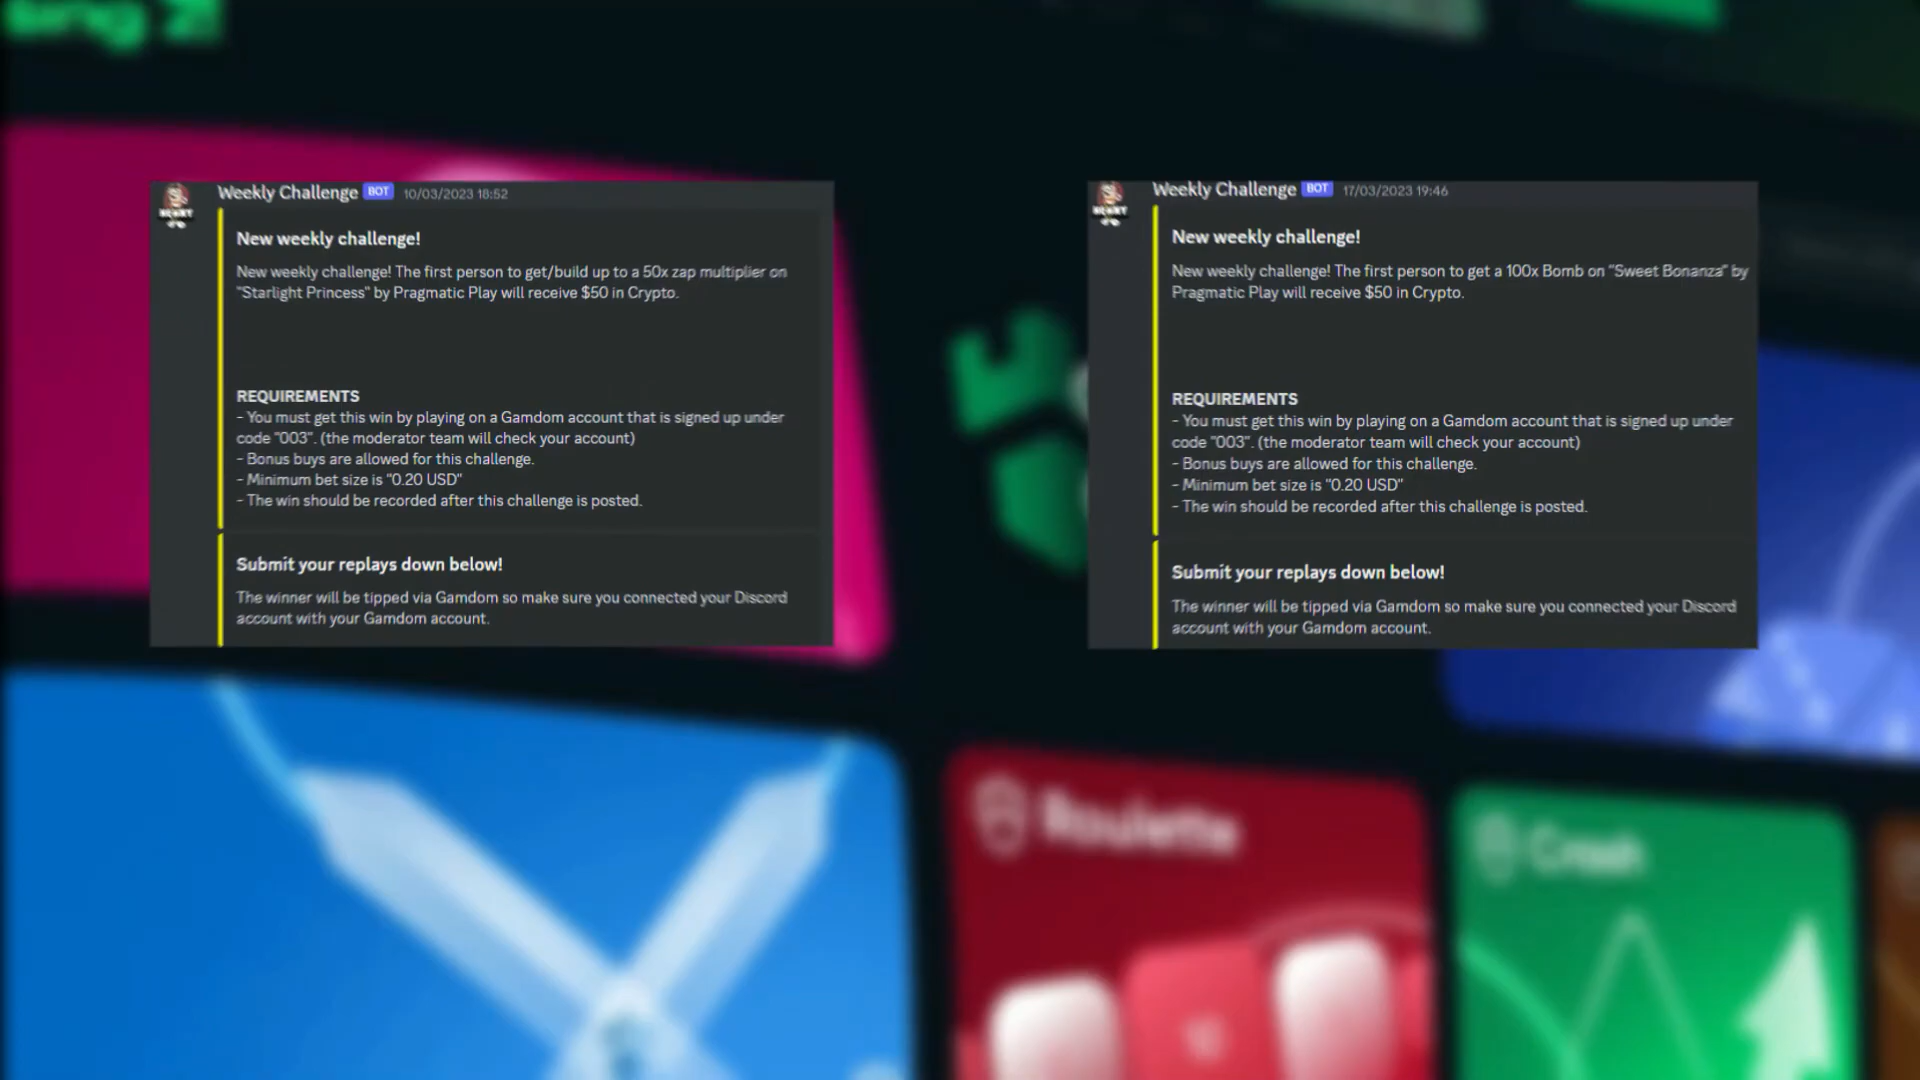 Weekly Challenge BOT 10/03/2023 18:52
New weekly challenge!
New weekly challenge! The first person to get/build up to a 50x zap multiplier on
"Starlight Princess" by Pragmatic Play will receive $50 in Crypto.
REQUIREMENTS
- You must get this win by playing on a Gamdom account that is signed up under
code "003". (the moderator team will check your account)
- Bonus buys are allowed for this challenge.
- Minimum bet size is "0.20 USD"
- The win should be recorded after this challenge is posted.
Submit your replays down below!
The winner will be tipped via Gamdom so make sure you connected your Discord
account with your Gamdom account.
Weekly Challenge BOT 17/03/2023 19:46
New weekly challenge!
New weekly challenge! The first person to get a 100x Bomb on "Sweet Bonanza" by
Pragmatic Play will receive $50 in Crypto.
REQUIREMENTS
- You must get this win by playing on a Gamdom account that is signed up under
code "003". (the moderator team will check your account)
- Bonus buys are allowed for this challenge.
- Minimum bet size is "0.20 USD"
- The win should be recorded after this challenge is posted.
Submit your replays down below!
The winner will be tipped via Gamdom so make sure you connected your Discord
account with your Gamdom account.
Roulette
Crash